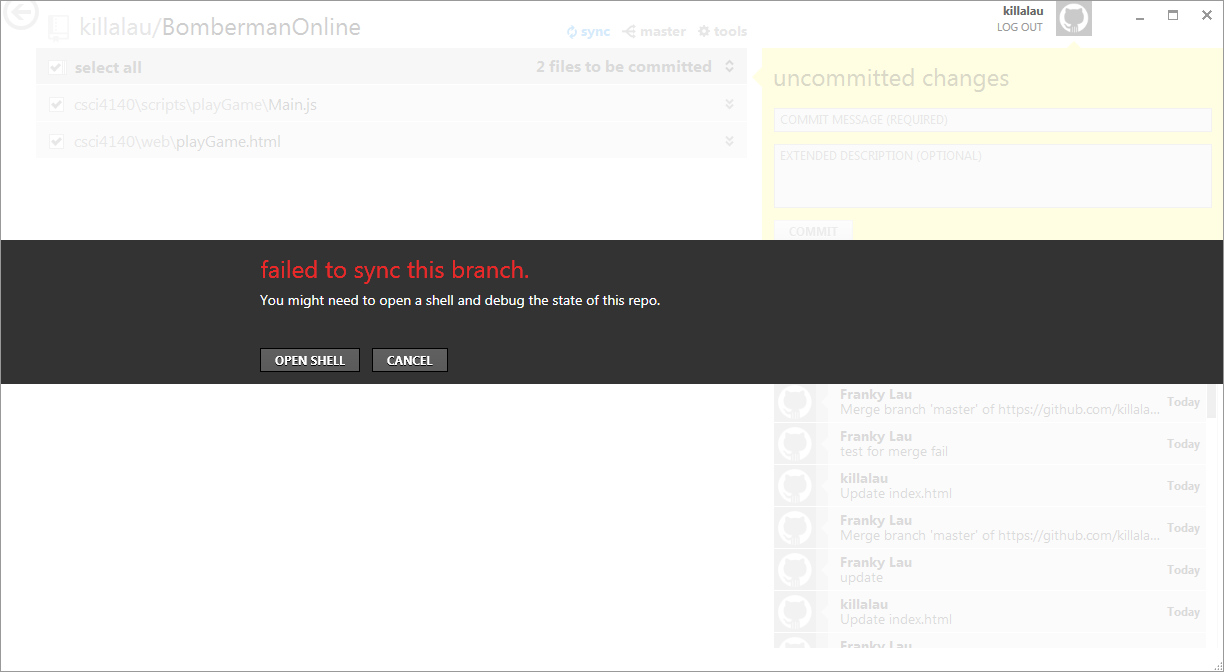 killalau/BombermanOnline
sync
master
tools
killalau
LOG OUT
select all
2 files to be committed
csci4140\scripts\playGame\Main.js
csci4140\web\playGame.html
uncommitted changes
COMMIT MESSAGE (REQUIRED)
EXTENDED DESCRIPTION (OPTIONAL)
COMMIT
failed to sync this branch.
You might need to open a shell and debug the state of this repo.
OPEN SHELL
CANCEL
Franky Lau
Merge branch 'master' of https://github.com/killala...
Today
Franky Lau
test for merge fail
Today
killalau
Update index.html
Today
Franky Lau
Merge branch 'master' of https://github.com/killala...
Today
Franky Lau
update
Today
killalau
Update index.html
Today
Franky Lau